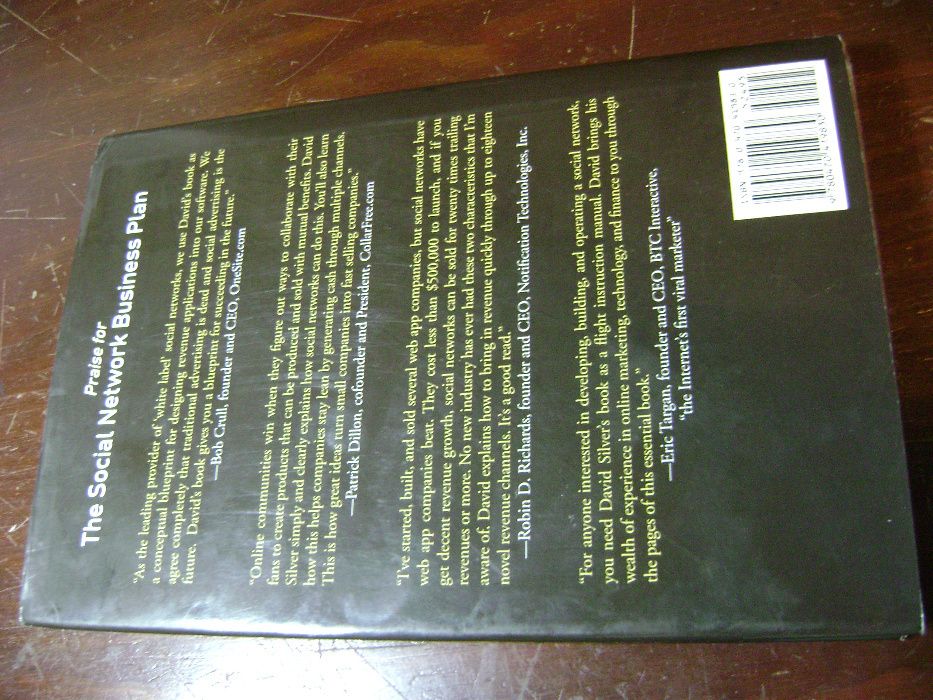 Praise for
The Social Network Business Plan
"As the leading provider of 'white label' social networks, we use David's book as
a conceptual blueprint for designing revenue applications into our software. We
agree completely that traditional advertising is dead and social advertising is the
future. David's book gives you a blueprint for succeeding in the future."
—Bob Crull, founder and CEO, OneSite.com
"Online communities win when they figure out ways to collaborate with their
fans to create products that can be produced and sold with mutual benefits. David
Silver simply and clearly explains how social networks can do this. You'll also learn
how this helps companies stay lean by generating cash through multiple channels.
This is how great ideas turn small companies into fast selling companies."
—Patrick Dillon, cofounder and President, CollarFree.com
"I've started, built, and sold several web app companies, but social networks have
web app companies beat. They cost less than $500,000 to launch, and if you
get decent revenue growth, social networks can be sold for twenty times trailing
revenues or more. No new industry has ever had these two characteristics that I'm
aware of. David explains how to bring in revenue quickly through up to eighteen
novel revenue channels. It's a good read."
—Robin D. Richards, founder and CEO, Notification Technologies, Inc.
"For anyone interested in developing, building, and operating a social network,
you need David Silver's book as a flight instruction manual. David brings his
wealth of experience in online marketing, technology, and finance to you through
the pages of this essential book."
—Eric Targan, founder and CEO, BTC Interactive,
"the Internet's first viral marketer"